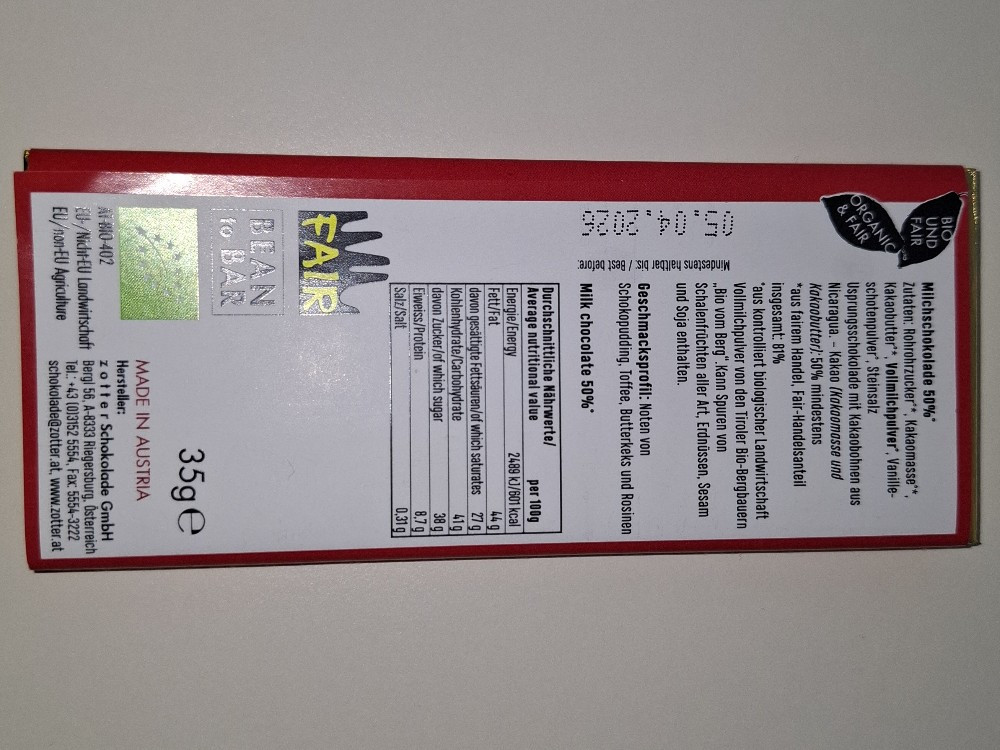 BIO
UND
FAIR
ORGANIC
& FAIR
Milchschokolade 50%*
Zutaten: Rohrohrzucker*⁺, Kakaomasse*⁺,
Kakaobutter*⁺, Vollmilchpulver*, Vanille-
schotenpulver*, Steinsalz
Usprungsschokolade mit Kakaobohnen aus
Nicaragua. – Kakao (Kakaomasse und
Kakaobutter): 50% mindestens
⁺aus fairem Handel, Fair-Handelsanteil
insgesamt: 81%
*aus kontrolliert biologischer Landwirtschaft
Vollmilchpulver von den Tiroler Bio-Bergbauern
„Bio vom Berg“. Kann Spuren von
Schalenfrüchten aller Art, Erdnüssen, Sesam
und Soja enthalten.
Mindestens haltbar bis: / Best before:
05.04.2026
Geschmacksprofil: Noten von
Schokopudding, Toffee, Butterkeks und Rosinen
Milk chocolate 50%*
Durchschnittliche Nährwerte/
Average nutritional value per 100g
Energie/Energy 2489 kJ/601 kcal
Fett/Fat 44 g
davon gesättigte Fettsäuren/of which saturates 27 g
Kohlenhydrate/Carbohydrate 41 g
davon Zucker/of which sugar 38 g
Eiweiss/Protein 8,7 g
Salz/Salt 0,31 g
FAIR
BEAN
to BAR
35g e
AT-BIO-402
EU-/Nicht-EU Landwirtschaft
EU/non-EU Agriculture
MADE IN AUSTRIA
Hersteller:
zotter Schokolade GmbH
Bergl 56, A-8333 Riegersburg, Österreich
Tel.: +43 (0)3152 5554, Fax: 5554-3222
schokolade@zotter.at, www.zotter.at